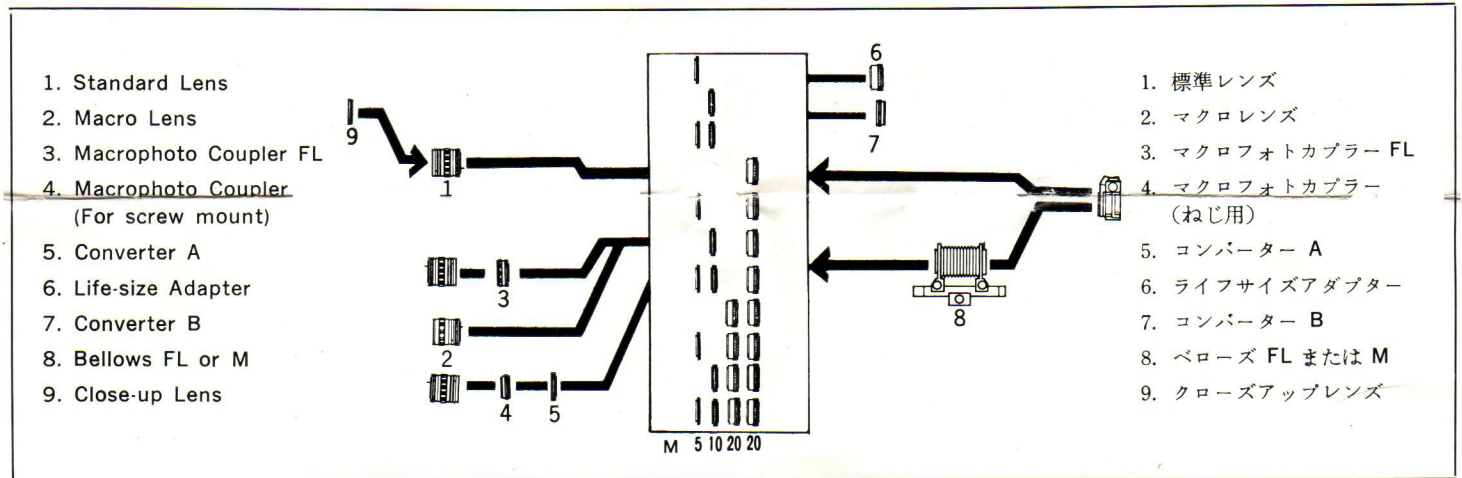 1. Standard Lens
2. Macro Lens
3. Macrophoto Coupler FL
4. Macrophoto Coupler
(For screw mount)
5. Converter A
6. Life-size Adapter
7. Converter B
8. Bellows FL or M
9. Close-up Lens
9
1
3
2
4
5
M 5 10 20 20
6
7
8
1. 標準レンズ
2. マクロレンズ
3. マクロフォトカプラー FL
4. マクロフォトカプラー
(ねじ用)
5. コンバーター A
6. ライフサイズアダプター
7. コンバーター B
8. ベローズ FL または M
9. クローズアップレンズ